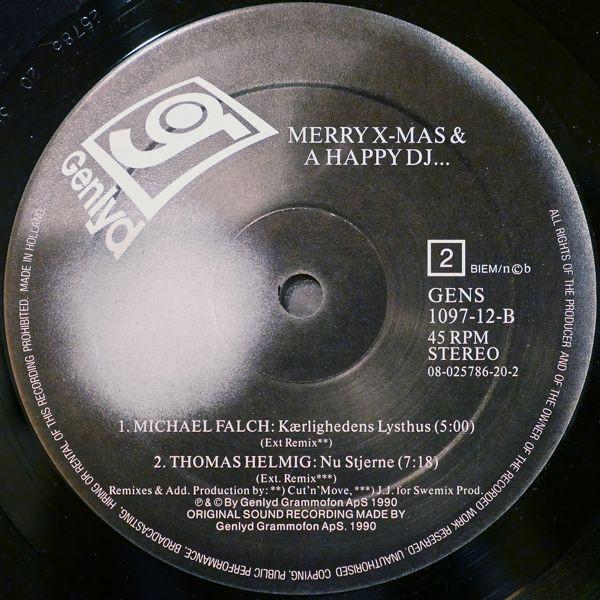 25786 20
Genlyd
MERRY X-MAS &
A HAPPY DJ...
2
BIEM/n©b
GENS
1097-12-B
45 RPM
STEREO
08-025786-20-2
1. MICHAEL FALCH: Kærlighedens Lysthus (5:00)
(Ext Remix**)
2. THOMAS HELMIG: Nu Stjerne (7:18)
(Ext. Remix***)
Remixes & Add. Production by: **) Cut'n'Move, ***) J.J. for Swemix Prod.
℗ & © By Genlyd Grammofon ApS 1990
ORIGINAL SOUND RECORDING MADE BY
Genlyd Grammofon ApS. 1990
ALL RIGHTS OF THE PRODUCER AND OF THE OWNER OF THE RECORDED WORK RESERVED. UNAUTHORISED COPYING, PUBLIC PERFORMANCE, BROADCASTING, HIRING OR RENTAL OF THIS RECORDING PROHIBITED. MADE IN HOLLAND.